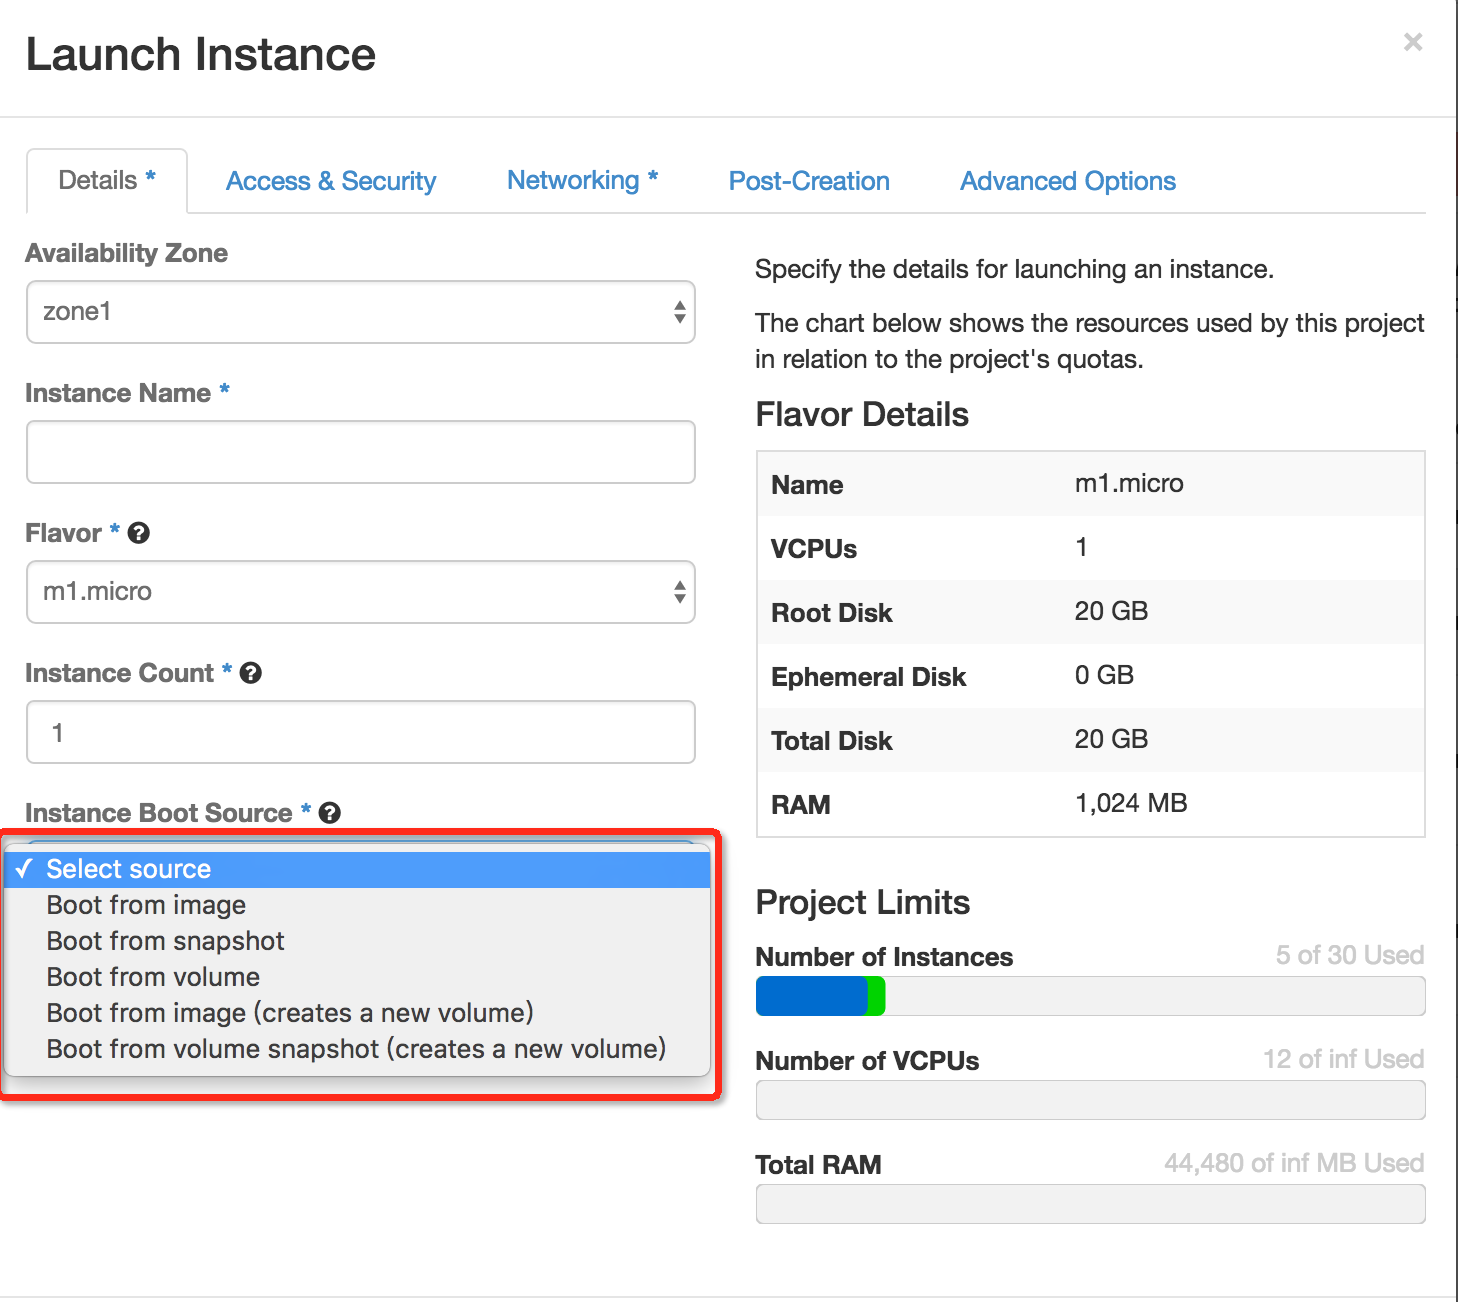 Launch Instance
×
Details *
Access & Security
Networking *
Post-Creation
Advanced Options
Availability Zone
zone1
Instance Name *
Flavor * ?
m1.micro
Instance Count * ?
1
Instance Boot Source * ?
✓ Select source
Boot from image
Boot from snapshot
Boot from volume
Boot from image (creates a new volume)
Boot from volume snapshot (creates a new volume)
Specify the details for launching an instance.
The chart below shows the resources used by this project
in relation to the project's quotas.
Flavor Details
Name m1.micro
VCPUs 1
Root Disk 20 GB
Ephemeral Disk 0 GB
Total Disk 20 GB
RAM 1,024 MB
Project Limits
Number of Instances 5 of 30 Used
Number of VCPUs 12 of inf Used
Total RAM 44,480 of inf MB Used